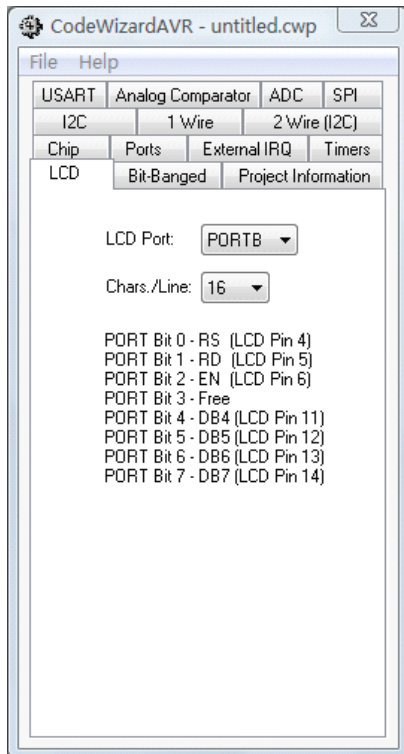 CodeWizardAVR - untitled.cwp
File Help
USART Analog Comparator ADC SPI
I2C 1 Wire 2 Wire (I2C)
Chip Ports External IRQ Timers
LCD Bit-Banged Project Information
LCD Port: PORTB
Chars./Line: 16
PORT Bit 0 - RS (LCD Pin 4)
PORT Bit 1 - RD (LCD Pin 5)
PORT Bit 2 - EN (LCD Pin 6)
PORT Bit 3 - Free
PORT Bit 4 - DB4 (LCD Pin 11)
PORT Bit 5 - DB5 (LCD Pin 12)
PORT Bit 6 - DB6 (LCD Pin 13)
PORT Bit 7 - DB7 (LCD Pin 14)